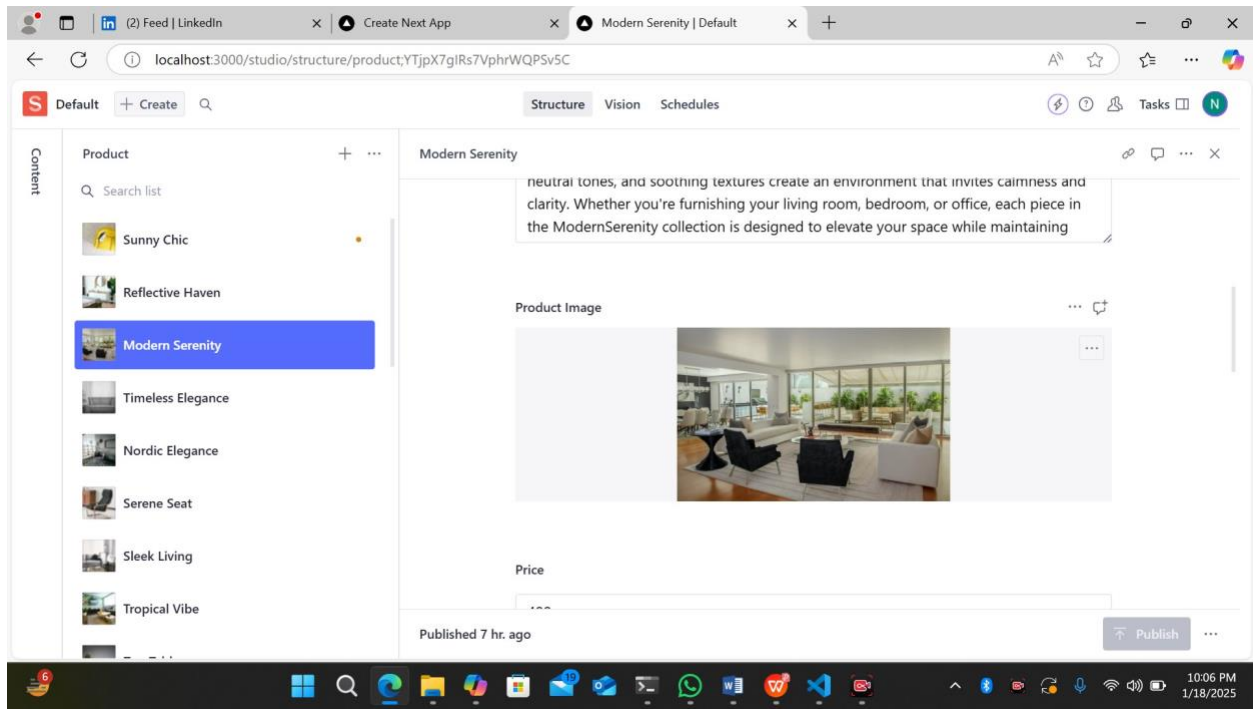 (2) Feed | LinkedIn
Create Next App
Modern Serenity | Default
localhost:3000/studio/structure/product;YTjpX7gIRs7VphrWQPSv5C
S Default
+ Create
Structure
Vision
Schedules
Tasks
N
Content
Product
Search list
Sunny Chic
Reflective Haven
Modern Serenity
Timeless Elegance
Nordic Elegance
Serene Seat
Sleek Living
Tropical Vibe
Modern Serenity
neutral tones, and soothing textures create an environment that invites calmness and
clarity. Whether you're furnishing your living room, bedroom, or office, each piece in
the ModernSerenity collection is designed to elevate your space while maintaining
Product Image
Price
Published 7 hr. ago
Publish
6
19
10:06 PM
1/18/2025